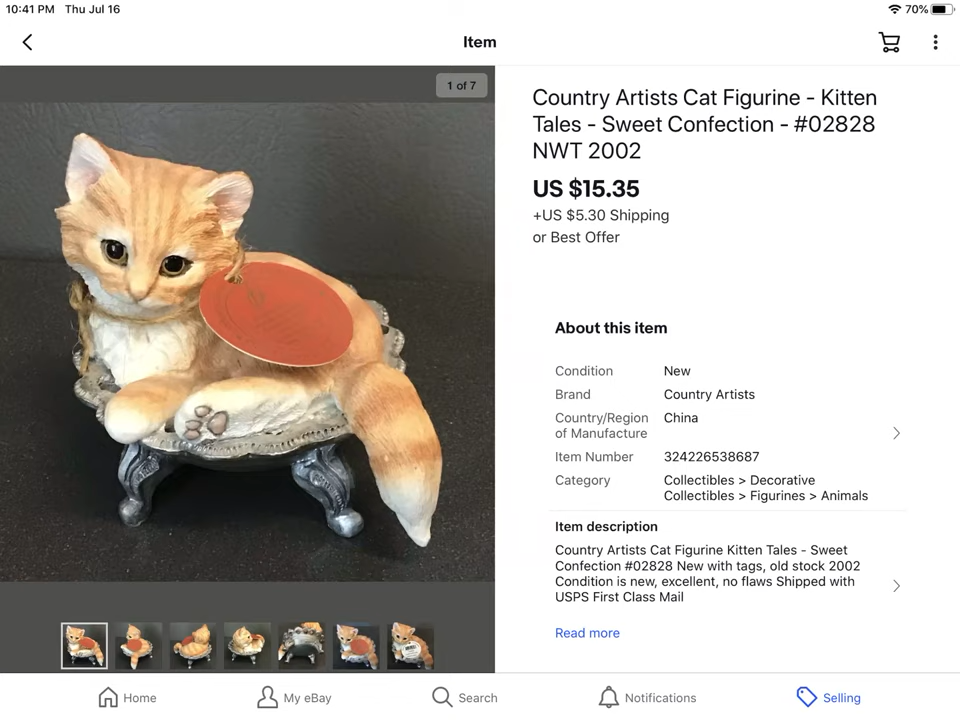 10:41 PM Thu Jul 16
70%
Item
1 of 7
Country Artists Cat Figurine - Kitten
Tales - Sweet Confection - #02828
NWT 2002
US $15.35
+US $5.30 Shipping
or Best Offer
About this item
Condition New
Brand Country Artists
Country/Region China
of Manufacture
Item Number 324226538687
Category Collectibles > Decorative
Collectibles > Figurines > Animals
Item description
Country Artists Cat Figurine Kitten Tales - Sweet
Confection #02828 New with tags, old stock 2002
Condition is new, excellent, no flaws Shipped with
USPS First Class Mail
Read more
Home My eBay Search Notifications Selling